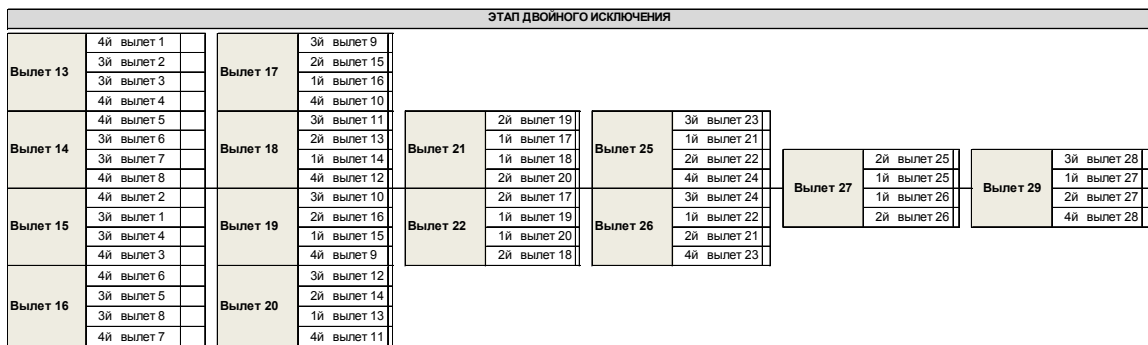 ЭТАП ДВОЙНОГО ИСКЛЮЧЕНИЯ
Вылет 13
4й вылет 1
3й вылет 2
3й вылет 3
4й вылет 4
Вылет 14
4й вылет 5
3й вылет 6
3й вылет 7
4й вылет 8
Вылет 15
4й вылет 2
3й вылет 1
3й вылет 4
4й вылет 3
Вылет 16
4й вылет 6
3й вылет 5
3й вылет 8
4й вылет 7
Вылет 17
3й вылет 9
2й вылет 15
1й вылет 16
4й вылет 10
Вылет 18
3й вылет 11
2й вылет 13
1й вылет 14
4й вылет 12
Вылет 19
3й вылет 10
2й вылет 16
1й вылет 15
4й вылет 9
Вылет 20
3й вылет 12
2й вылет 14
1й вылет 13
4й вылет 11
Вылет 21
2й вылет 19
1й вылет 17
1й вылет 18
2й вылет 20
Вылет 22
2й вылет 17
1й вылет 19
1й вылет 20
2й вылет 18
Вылет 25
3й вылет 23
1й вылет 21
2й вылет 22
4й вылет 24
Вылет 26
3й вылет 24
1й вылет 22
2й вылет 21
4й вылет 23
Вылет 27
2й вылет 25
1й вылет 25
1й вылет 26
2й вылет 26
Вылет 29
3й вылет 28
1й вылет 27
2й вылет 27
4й вылет 28